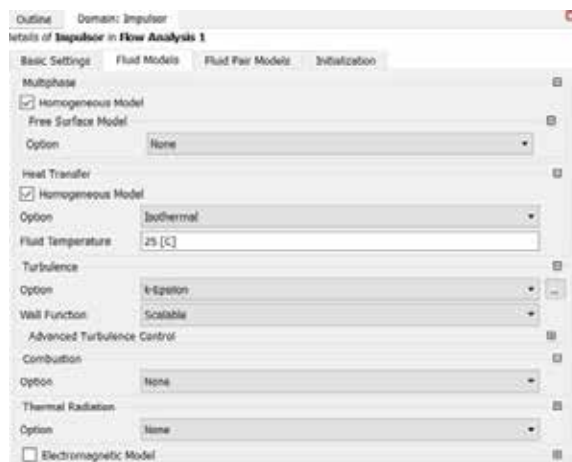 Outline Domain: Impulsor
etails of Impulsor in Flow Analysis 1
Basic Settings Fluid Models Fluid Pair Models Initialization
Multiphase
Homogeneous Model
Free Surface Model
Option None
Heat Transfer
Homogeneous Model
Option Isothermal
Fluid Temperature 25 [C]
Turbulence
Option k-Epsilon
...
Wall Function Scalable
Advanced Turbulence Control
Combustion
Option None
Thermal Radiation
Option None
Electromagnetic Model